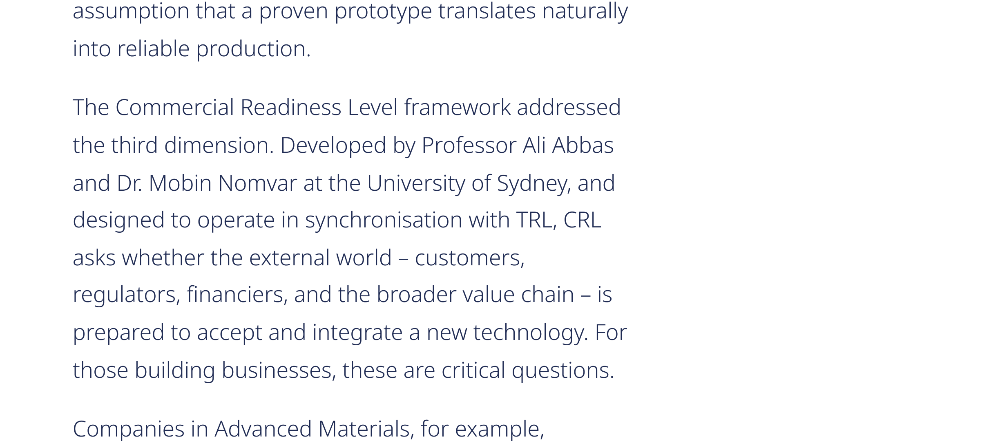 assumption that a proven prototype translates naturally
into reliable production.
The Commercial Readiness Level framework addressed
the third dimension. Developed by Professor Ali Abbas
and Dr. Mobin Nomvar at the University of Sydney, and
designed to operate in synchronisation with TRL, CRL
asks whether the external world – customers,
regulators, financiers, and the broader value chain – is
prepared to accept and integrate a new technology. For
those building businesses, these are critical questions.
Companies in Advanced Materials, for example,